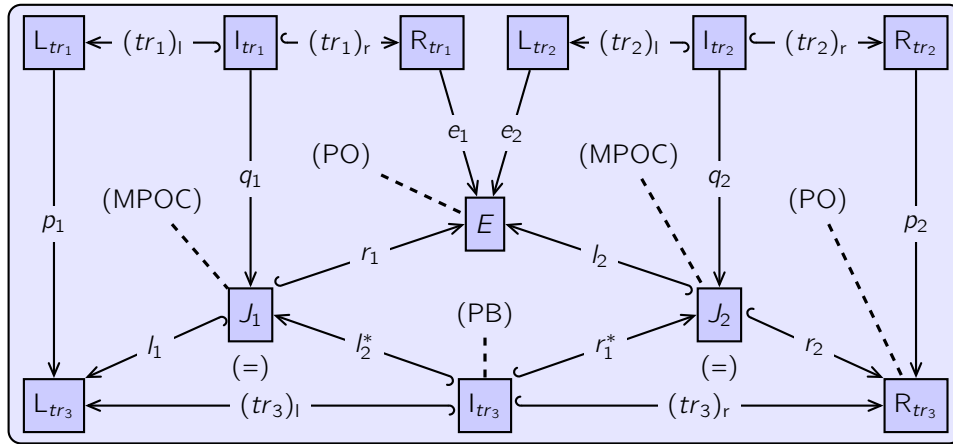 L_{tr_1} (tr_1)_l I_{tr_1} (tr_1)_r R_{tr_1} L_{tr_2} (tr_2)_l I_{tr_2} (tr_2)_r R_{tr_2}
e_1 e_2
(PO) (MPOC)
q_1 q_2
(MPOC) (PO)
p_1 E p_2
r_1 l_2
J_1 (PB) J_2
l_1 l_2^* r_1^* r_2
(=) (=)
L_{tr_3} (tr_3)_l I_{tr_3} (tr_3)_r R_{tr_3}